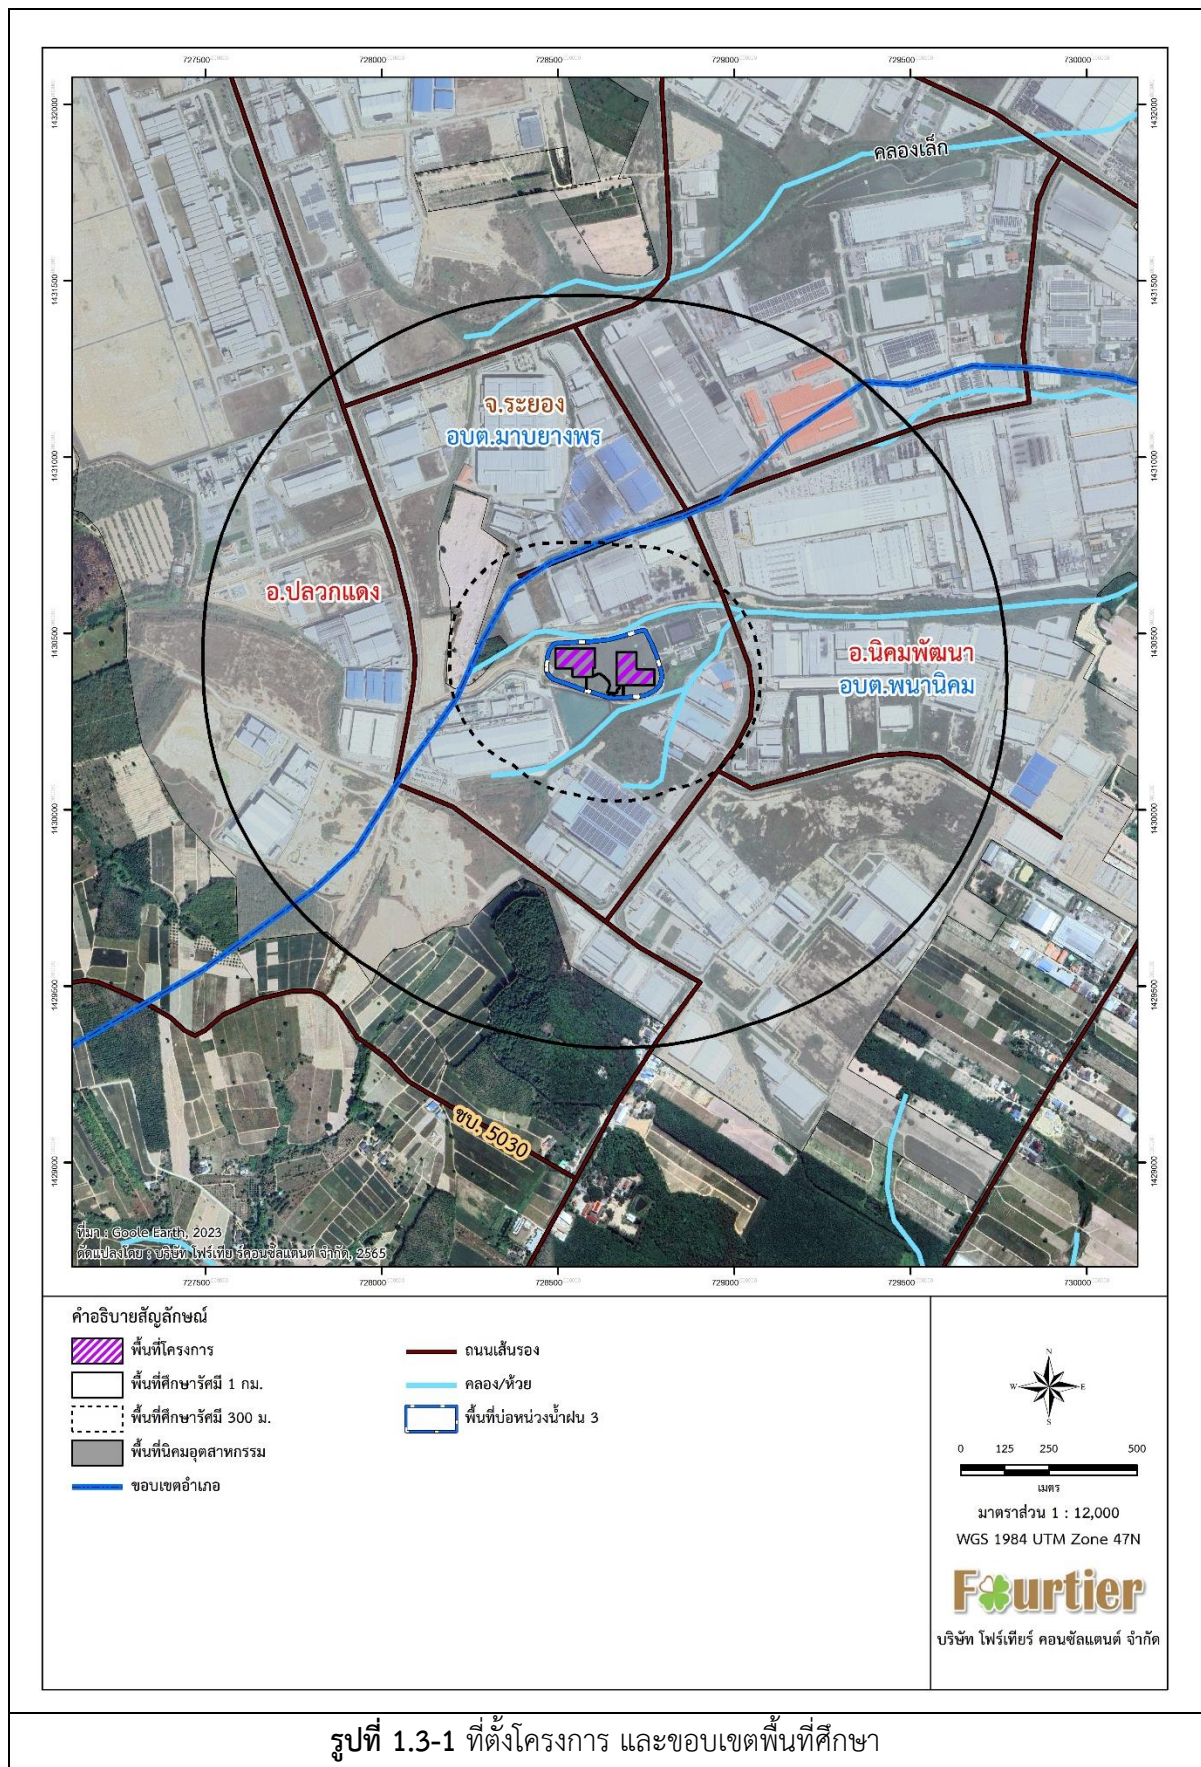 727500 728000 728500 729000 729500 730000
1432000 1432000
คลองเล็ก
1431500 1431500
จ.ระยอง
อบต.มาบยางพร
1431000 1431000
อ.ปลวกแดง
1430500 1430500
อ.นิคมพัฒนา
อบต.พนานิคม
1430000 1430000
1429500 1429500
ชบ. 5030
1429000 1429000
ที่มา : Goole Earth, 2023
ดัดแปลงโดย : บริษัท โฟร์เทีย ร์คอนซัลแตนต์ จำกัด, 2565
727500 728000 728500 729000 729500 730000
คำอธิบายสัญลักษณ์
พื้นที่โครงการ
พื้นที่ศึกษารัศมี 1 กม.
พื้นที่ศึกษารัศมี 300 ม.
พื้นที่นิคมอุตสาหกรรม
ขอบเขตอำเภอ
ถนนเส้นรอง
คลอง/ห้วย
พื้นที่บ่อหน่วงน้ำฝน 3
N
W E
S
0 125 250 500
เมตร
มาตราส่วน 1 : 12,000
WGS 1984 UTM Zone 47N
Fourtier
บริษัท โฟร์เทียร์ คอนซัลแตนต์ จำกัด
รูปที่ 1.3-1 ที่ตั้งโครงการ และขอบเขตพื้นที่ศึกษา